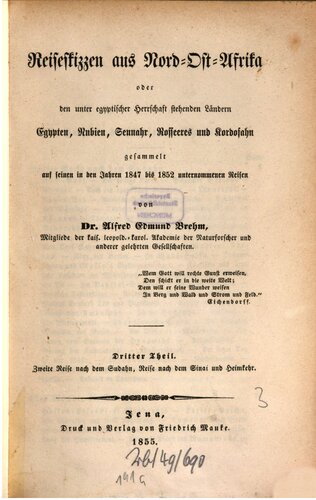 Reiseskizzen aus Nord-Ost-Afrika
oder
den unter egyptischer Herrschaft stehenden Ländern
Egypten, Nubien, Sennahr, Rosseeres und Kordofahn
gesammelt
auf seinen in den Jahren 1847 bis 1852 unternommenen Reisen
von
Dr. Alfred Edmund Brehm,
Mitgliede der kais. leopold.-karol. Akademie der Naturforscher und
anderer gelehrten Gesellschaften.
„Wem Gott will rechte Gunst erweisen,
Den schickt er in die weite Welt;
Dem will er seine Wunder weisen
In Berg und Wald und Strom und Feld."
Eichendorff.
Dritter Theil.
Zweite Reise nach dem Sudahn, Reise nach dem Sinai und Heimkehr.
3
Jena,
Druck und Verlag von Friedrich Mauke.
1855.